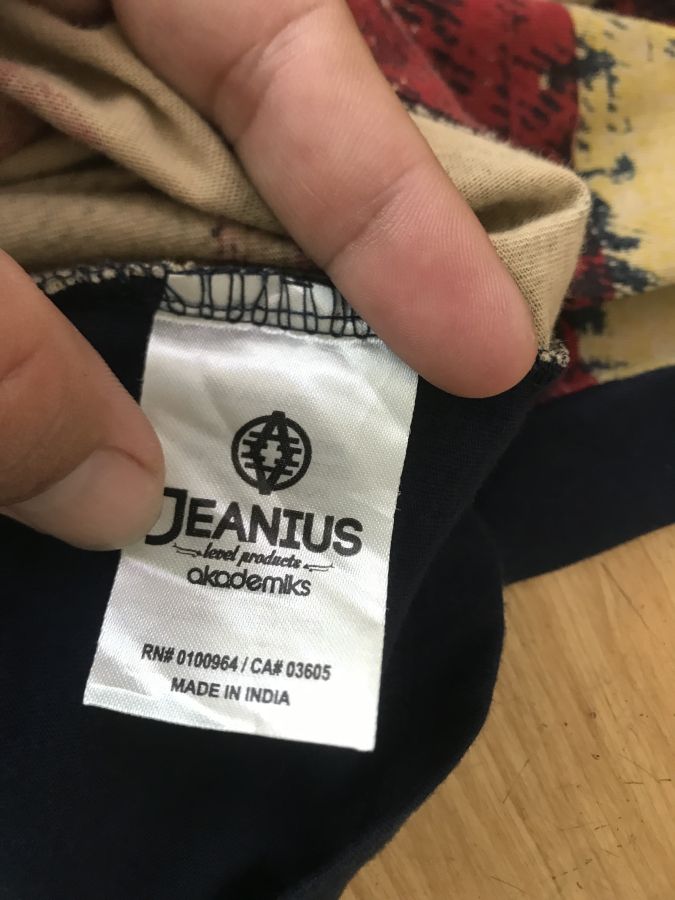 JEANIUS
level products
akademiks
RN# 0100964 / CA# 03605
MADE IN INDIA